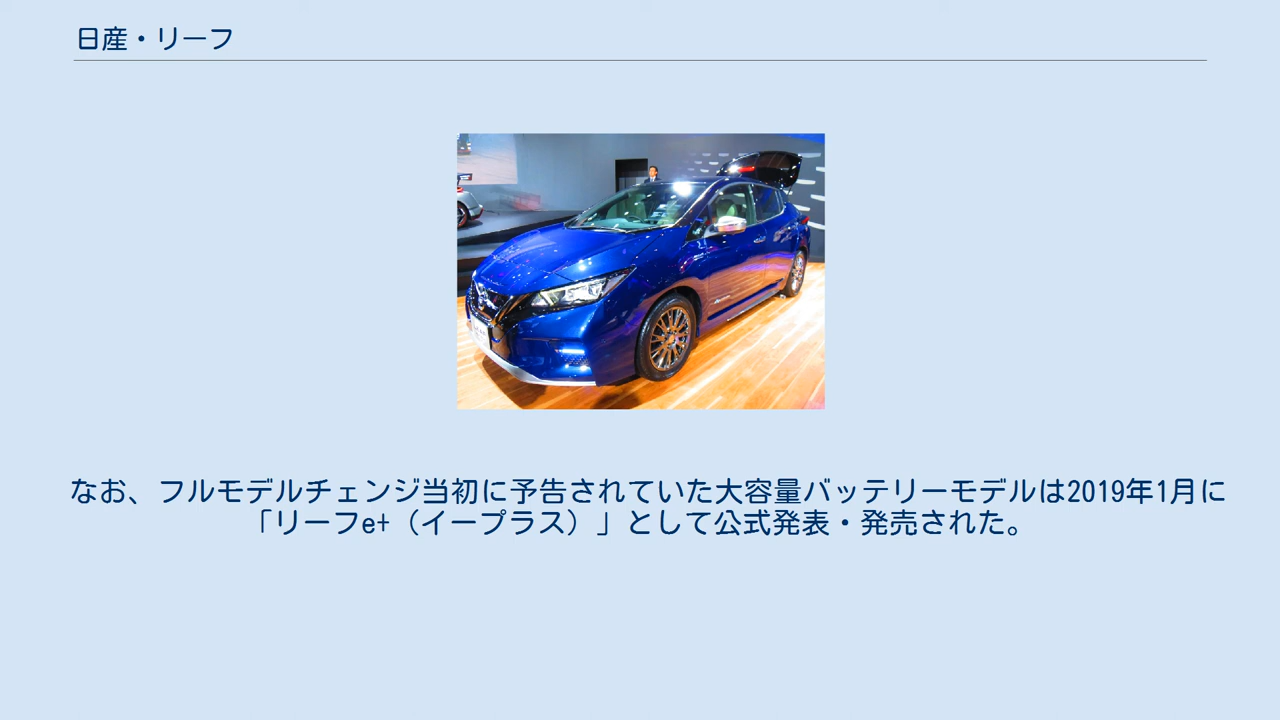 日産・リーフ
なお、フルモデルチェンジ当初に予告されていた大容量バッテリーモデルは2019年1月に
「リーフe+（イープラス）」として公式発表・発売された。